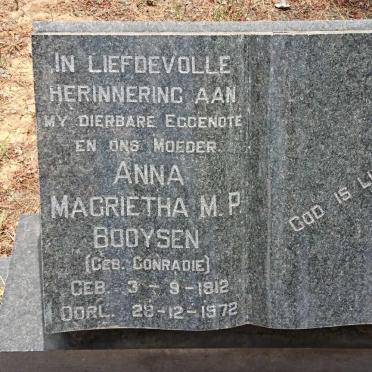 IN LIEFDEVOLLE
HERINNERING AAN
MY DIERBARE EGGENOTE
EN ONS MOEDER
ANNA
MAGRIETHA M.P.
BOOYSEN
(GEB. CONRADIE)
GEB. 3-9-1912
OORL. 28-12-1972
GOD IS